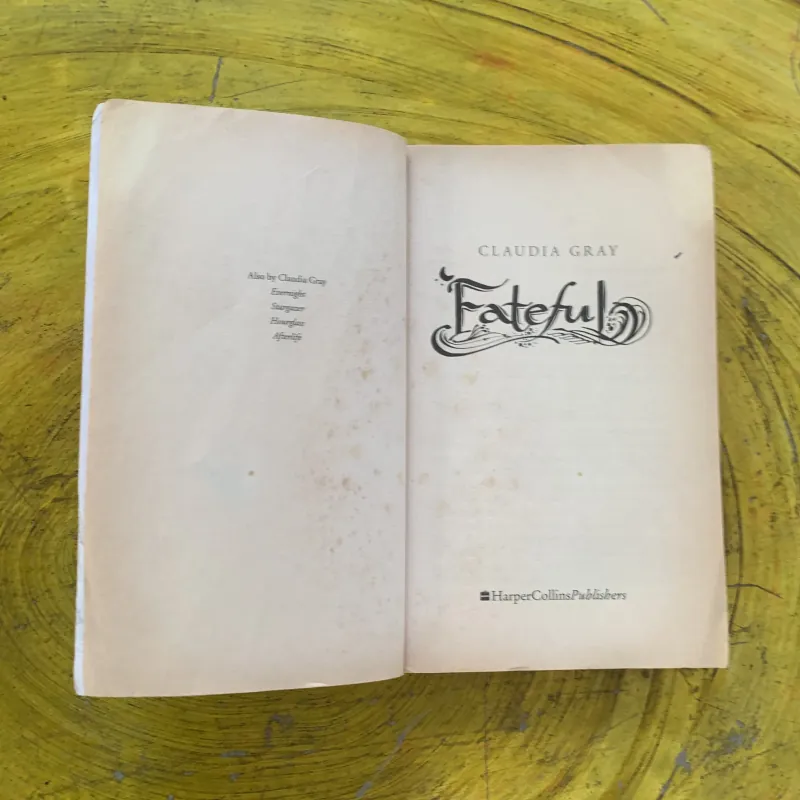 Also by Claudia Gray
Evernight
Stargazer
Hourglass
Afterlife
CLAUDIA GRAY
Fateful
HarperCollinsPublishers